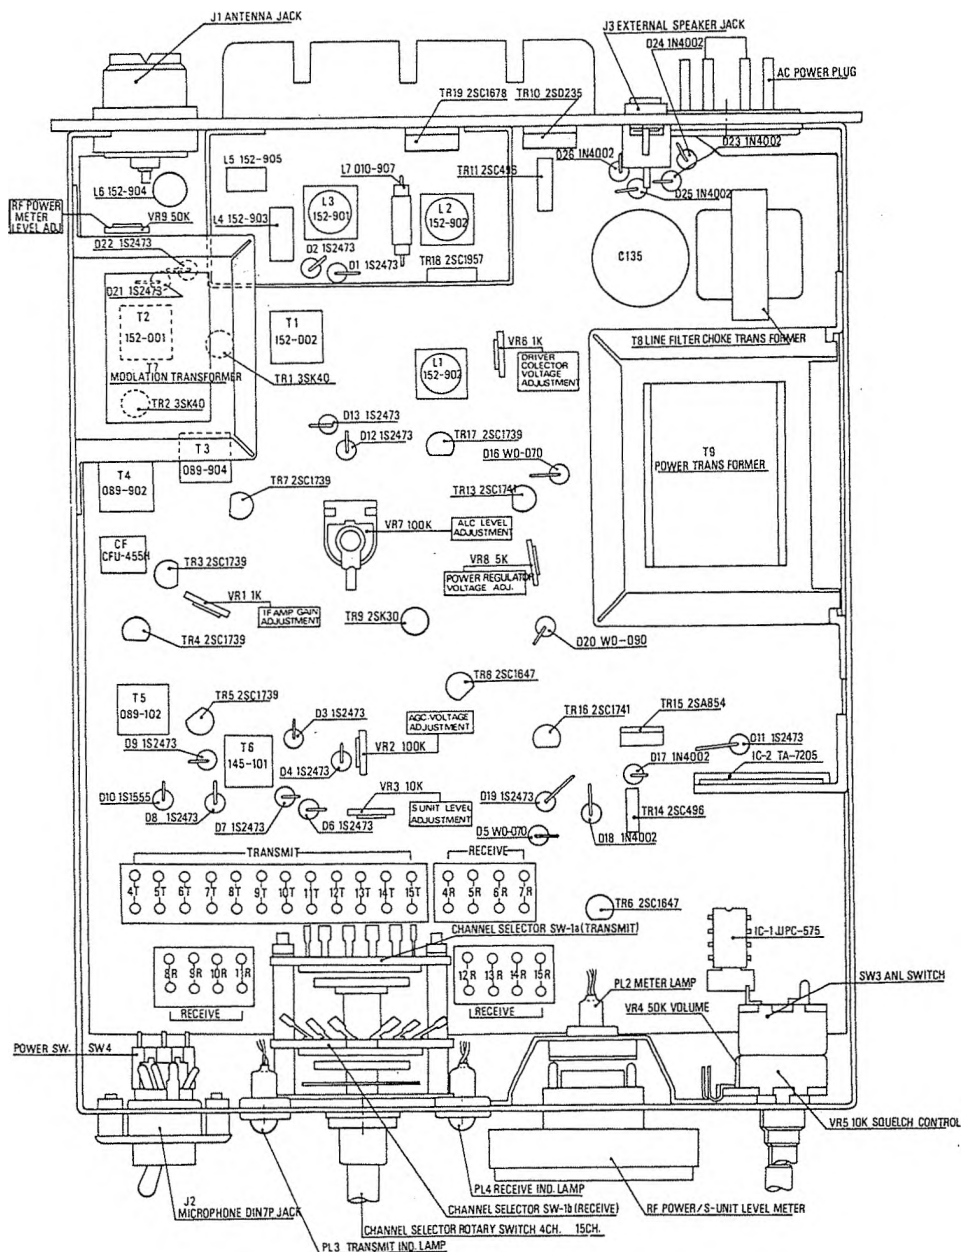 J1 ANTENNA JACK
J3 EXTERNAL SPEAKER JACK
D24 1N4002
AC POWER PLUG
TR19 2SC1678
TR10 2SD235
D23 1N4002
D26 1N4002
L5 152-905
L7 010-907
TR11 2SC496
D25 1N4002
L6 152-904
RF POWER
METER
LEVEL ADJ
VR9 50K
L4 152-903
L3
152-901
L2
152-902
D22 1S2473
D2 1S2473
D1 1S2473
TR18 2SC1957
C135
D21 1S2473
T2
152-001
T1
152-002
VR6 1K
DRIVER
COLECTOR
VOLTAGE
ADJUSTMENT
T8 LINE FILTER CHOKE TRANS FORMER
T7
MODLATION TRANSFORMER
L1
152-902
TR1 3SK40
TR2 3SK40
D13 1S2473
D12 1S2473
TR17 2SC1739
D16 WO-070
T3
089-904
T4
089-902
TR7 2SC1739
TR13 2SC1741
T9
POWER TRANS FORMER
VR7 100K
ALC LEVEL
ADJUSTMENT
CF
CFU-455H
TR3 2SC1739
VR8 5K
POWER REGULATOR
VOLTAGE ADJ.
VR1 1K
IF AMP GAIN
ADJUSTMENT
TR9 2SK30
TR4 2SC1739
D20 WO-090
TR8 2SC1647
T5
089-102
TR5 2SC1739
D3 1S2473
AGC-VOLTAGE
ADJUSTMENT
TR16 2SC1741
TR15 2SA854
D9 1S2473
T6
145-101
VR2 100K
D11 1S2473
D4 1S2473
D17 1N4002
IC-2 TA-7205
D10 1S1555
D8 1S2473
D7 1S2473
D6 1S2473
VR3 10K
S UNIT LEVEL
ADJUSTMENT
D19 1S2473
TR14 2SC496
D5 WO-070
D18 1N4002
TRANSMIT
RECEIVE
4T 5T 6T 7T 8T 9T 10T 11T 12T 13T 14T 15T
4R 5R 6R 7R
TR6 2SC1647
CHANNEL SELECTOR SW-1a (TRANSMIT)
IC-1 UPC-575
8R 9R 10R 11R
12R 13R 14R 15R
PL2 METER LAMP
SW3 ANL SWITCH
RECEIVE
RECEIVE
VR4 50K VOLUME
POWER SW. SW4
VR5 10K SQUELCH CONTROL
J2
MICROPHONE DIN7P JACK
PL4 RECEIVE IND. LAMP
CHANNEL SELECTOR SW-1b (RECEIVE)
RF POWER/S-UNIT LEVEL METER
CHANNEL SELECTOR ROTARY SWITCH 4CH. 15CH.
PL3 TRANSMIT IND. LAMP